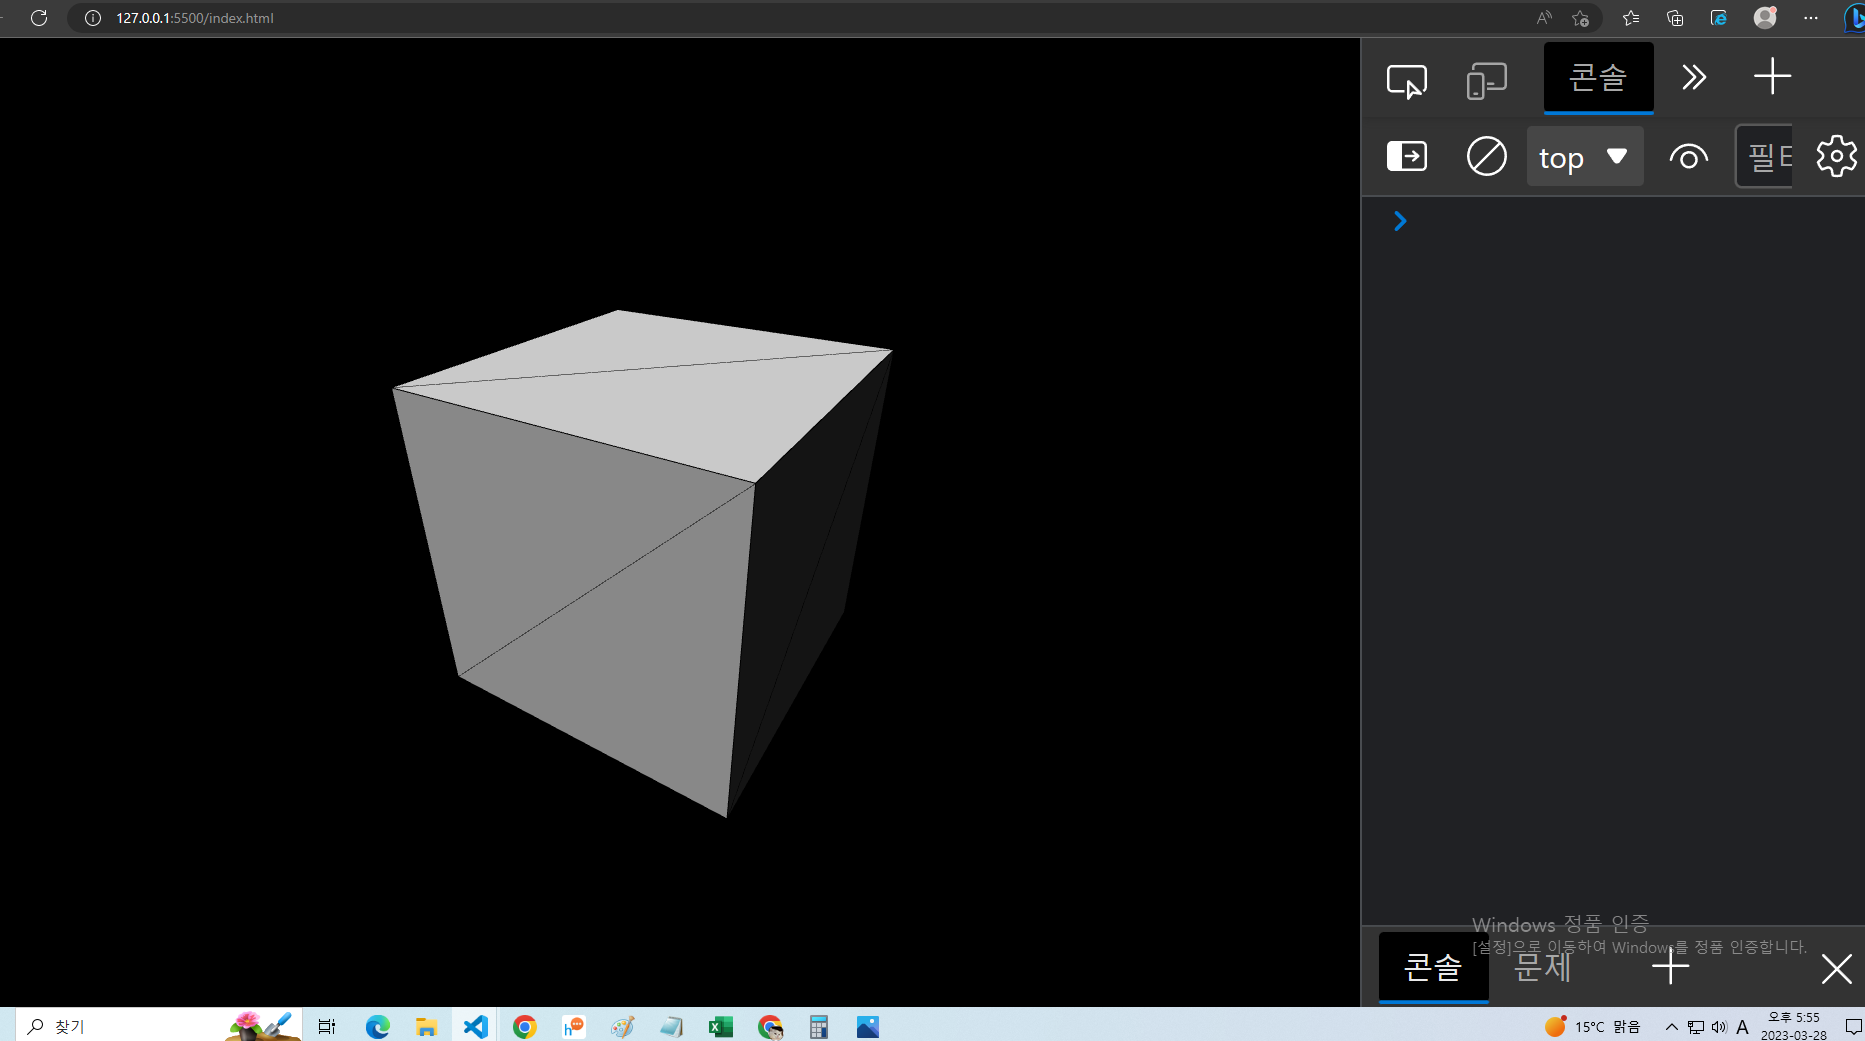 127.0.0.1:5500/index.html
콘솔
top
필터
Windows 정품 인증
[설정]으로 이동하여 Windows를 정품 인증합니다.
콘솔
문제
찾기
15°C 맑음
A
오후 5:55
2023-03-28